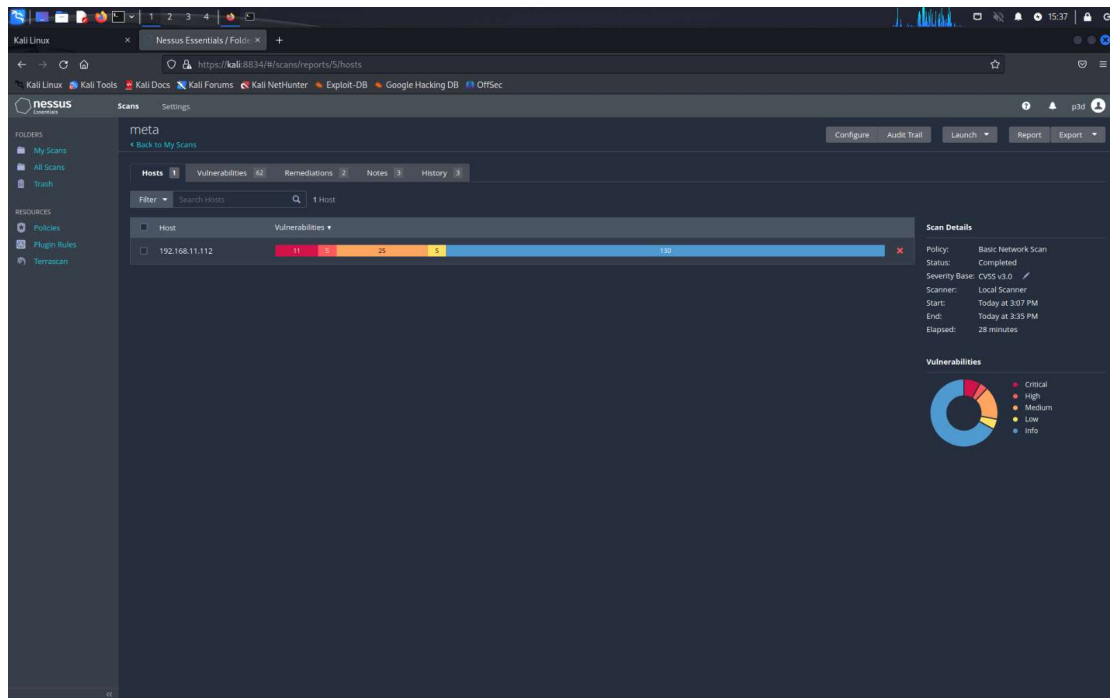 1 2 3 4 15:37
Kali Linux × Nessus Essentials / Folde × +
https://kali:8834/#/scans/reports/5/hosts
Kali Linux Kali Tools Kali Docs Kali Forums Kali NetHunter Exploit-DB Google Hacking DB OffSec
nessus Essentials Scans Settings p3d
FOLDERS
My Scans
All Scans
Trash
RESOURCES
Policies
Plugin Rules
Terrascan
meta
Back to My Scans
Configure Audit Trail Launch Report Export
Hosts 1 Vulnerabilities 62 Remediations 2 Notes 3 History 3
Filter Search Hosts 1 Host
Host Vulnerabilities
192.168.11.112 11 5 25 5 130
Scan Details
Policy: Basic Network Scan
Status: Completed
Severity Base: CVSS v3.0
Scanner: Local Scanner
Start: Today at 3:07 PM
End: Today at 3:35 PM
Elapsed: 28 minutes
Vulnerabilities
Critical
High
Medium
Low
Info